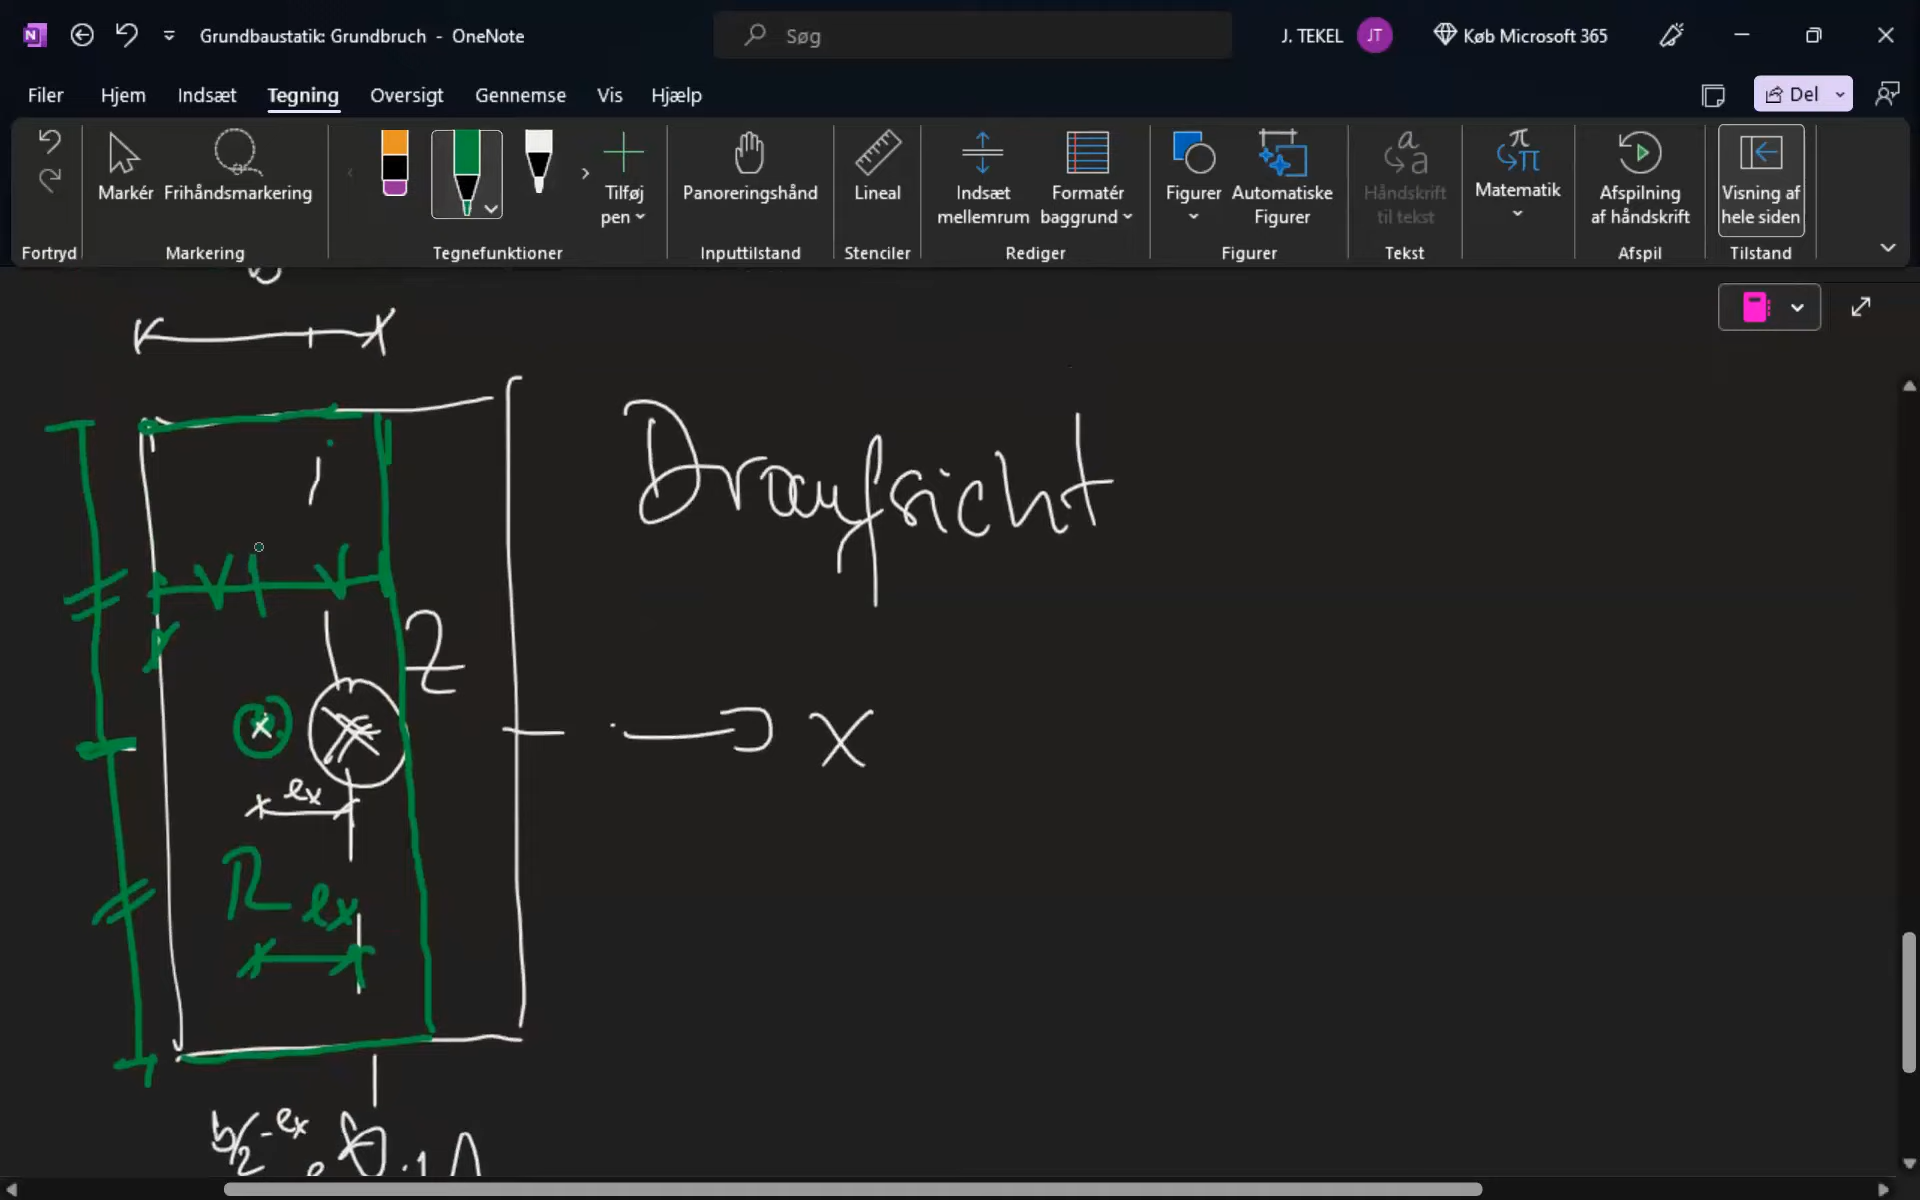 Grundbaustatik: Grundbruch - OneNote
Søg
J. TEKEL
JT
Køb Microsoft 365
Filer
Hjem
Indsæt
Tegning
Oversigt
Gennemse
Vis
Hjælp
Del
Fortryd
Markér
Frihåndsmarkering
Markering
Tilføj
pen
Tegnefunktioner
Panoreringshånd
Inputtilstand
Lineal
Stenciler
Indsæt
mellemrum
Formatér
baggrund
Rediger
Figurer
Automatiske
Figurer
Figurer
Håndskrift
til tekst
Tekst
Matematik
Afspilning
af håndskrift
Afspil
Visning af
hele siden
Tilstand
Draufsicht
Z
x
ex
R ex
b/2 - ex